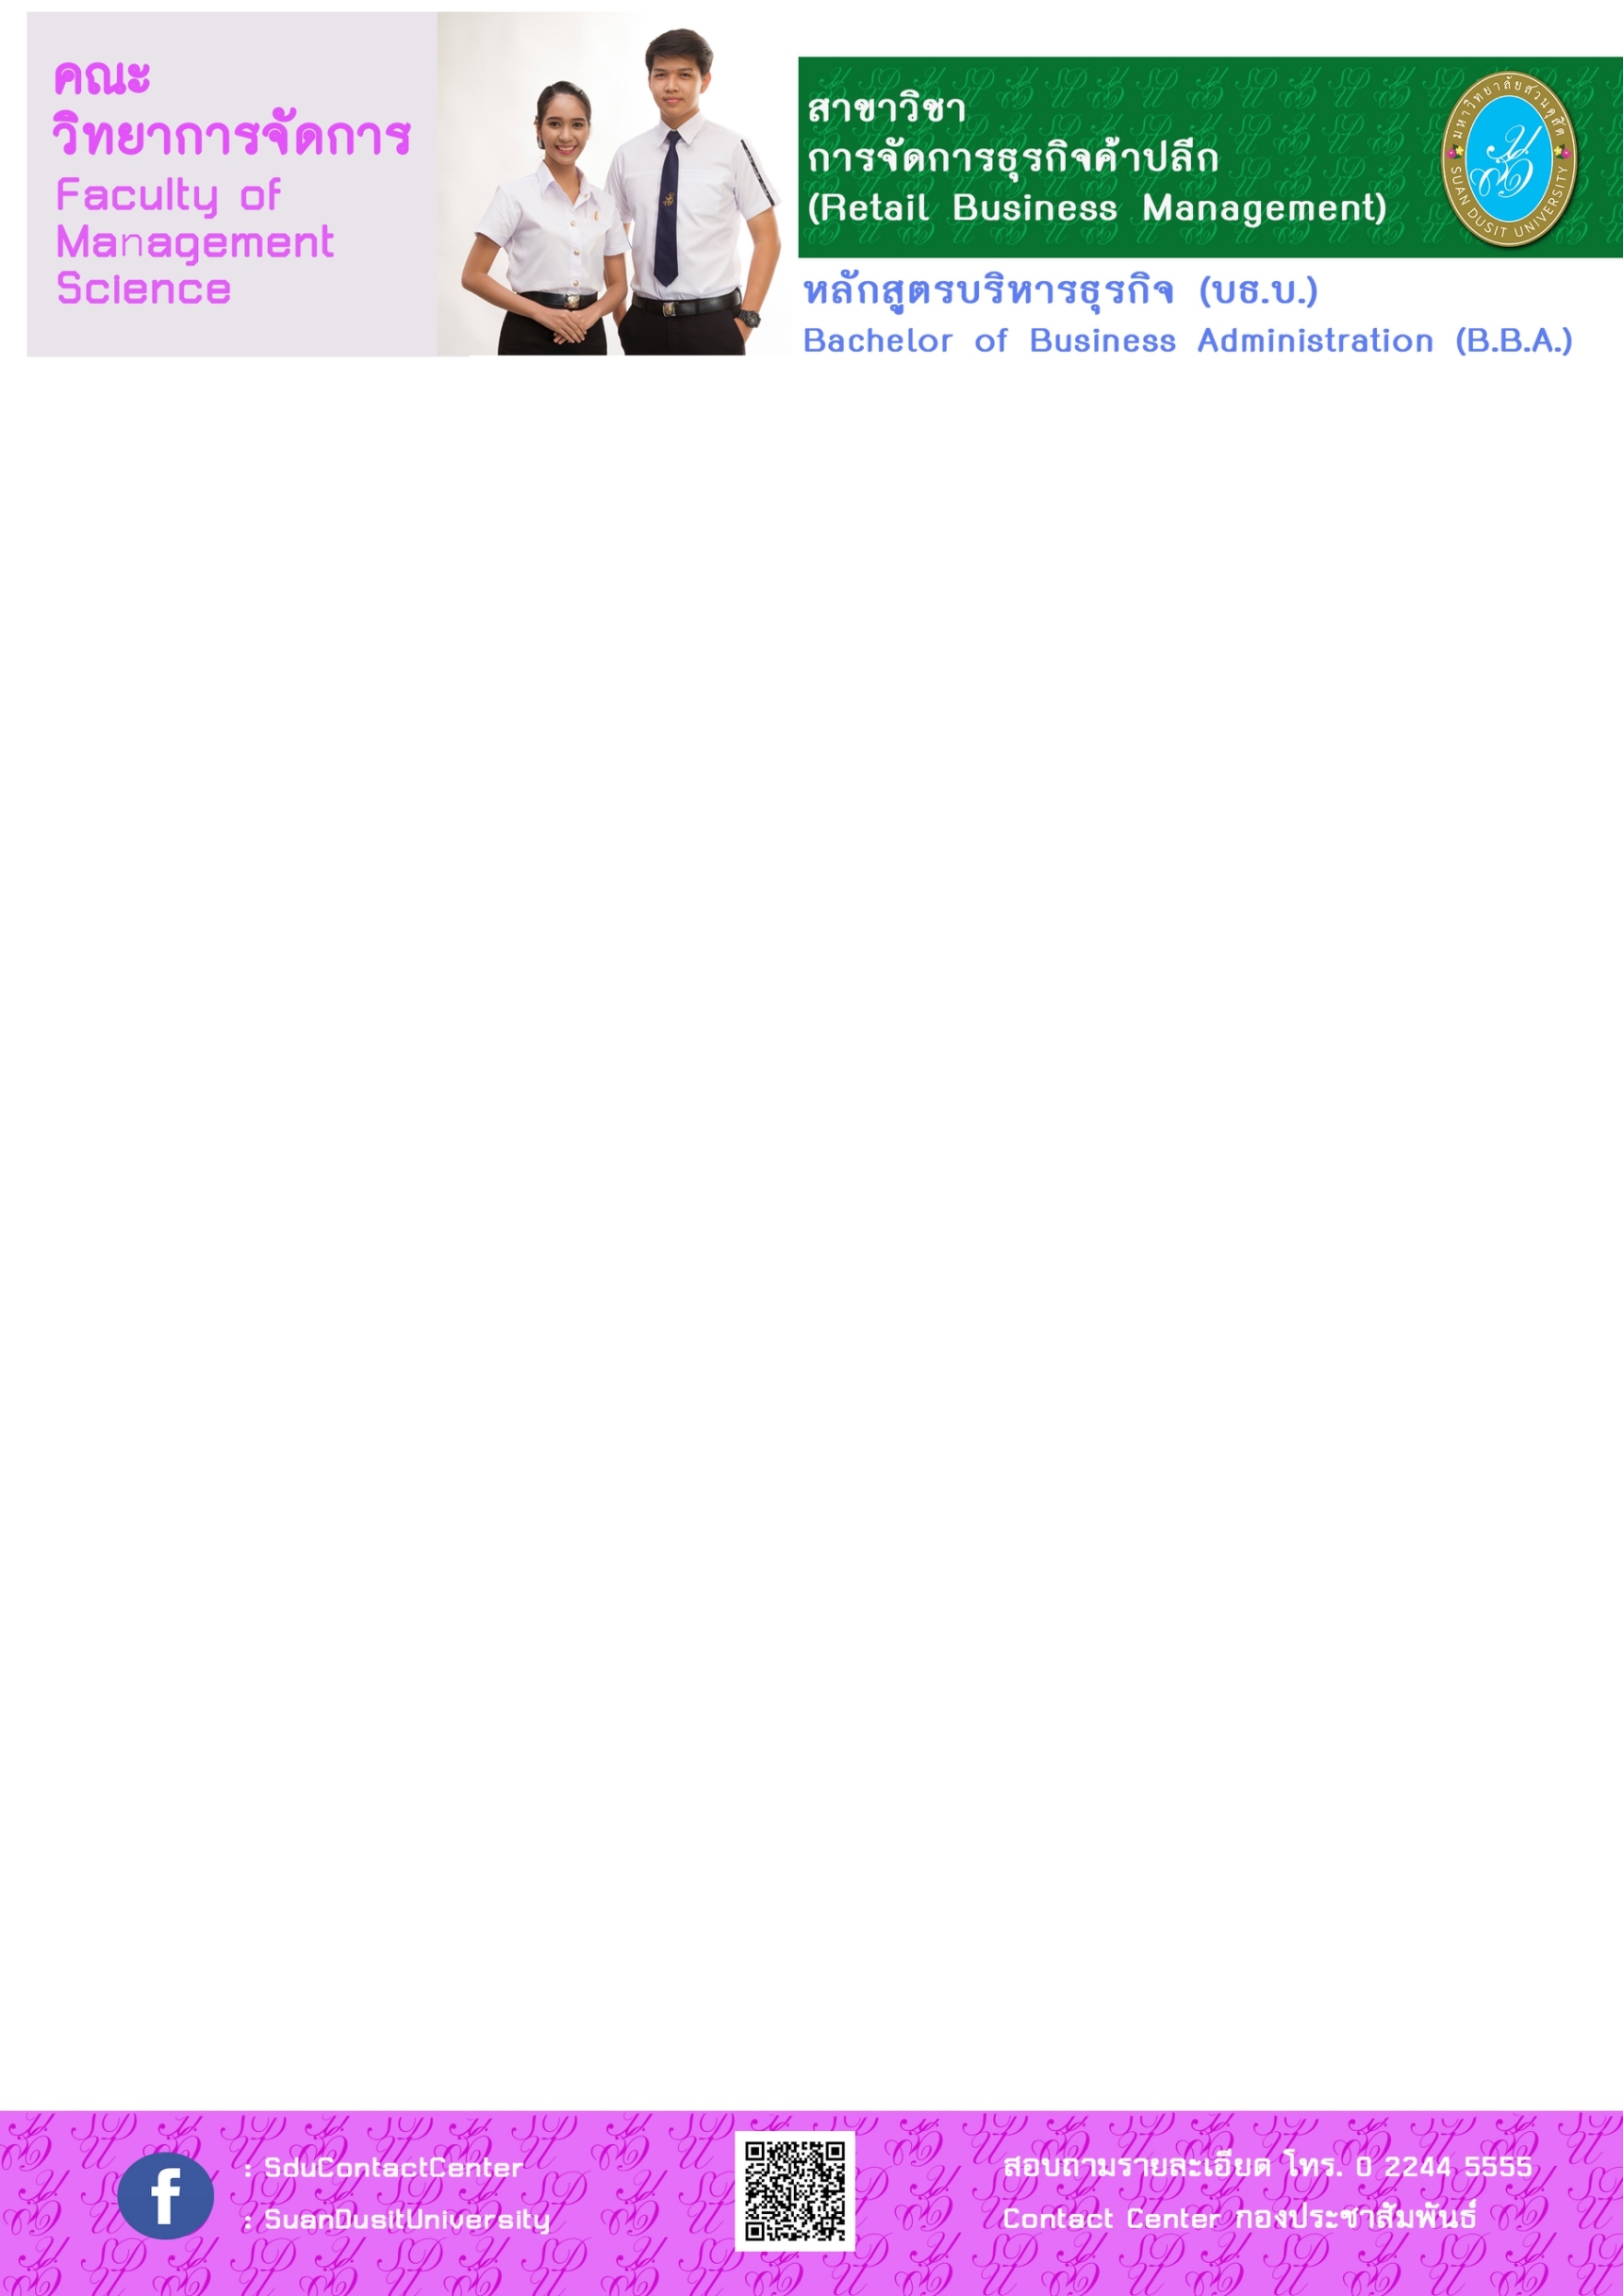 คณะ
วิทยาการจัดการ
Faculty of
Management
Science
สาขาวิชา
การจัดการธุรกิจค้าปลีก
(Retail Business Management)
มหาวิทยาลัยสวนดุสิต
SUAN DUSIT UNIVERSITY
หลักสูตรบริหารธุรกิจ (บธ.บ.)
Bachelor of Business Administration (B.B.A.)
: SduContactCenter
: SuanDusitUniversity
สอบถามรายละเอียด โทร. 0 2244 5555
Contact Center กองประชาสัมพันธ์